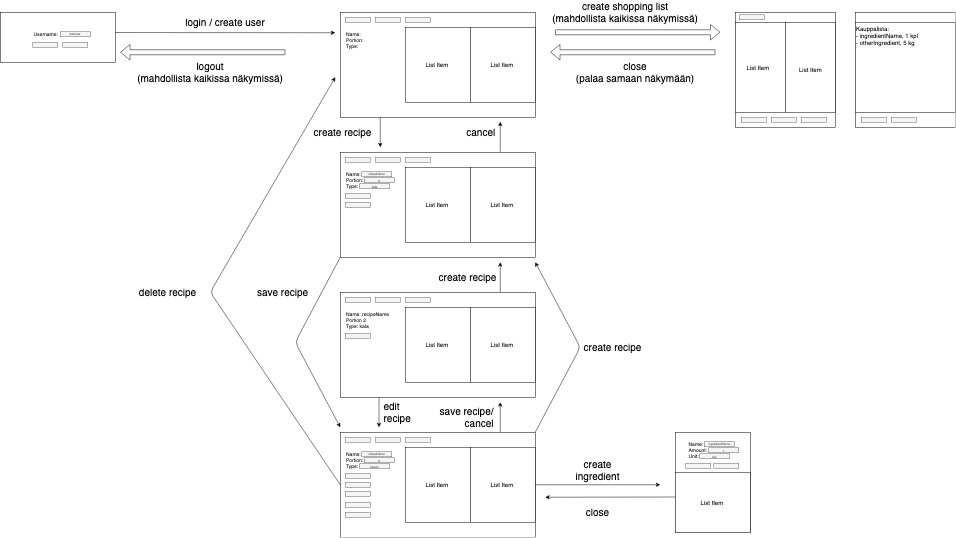 Username:
login / create user
logout
(mahdollista kaikissa näkymissä)
Name:
Portion:
Type:
List Item
List Item
create shopping list
(mahdollista kaikissa näkymissä)
close
(palaa samaan näkymään)
List Item
List Item
Kauppalista:
- ingredientName, 1 kpl
- otherIngredient, 5 kg
create recipe
cancel
Name:
Portion:
Type:
List Item
List Item
delete recipe
save recipe
create recipe
Name: recipeName
Portion 2
Type: kala
List Item
List Item
create recipe
edit
recipe
save recipe/
cancel
Name:
Portion:
Type:
List Item
List Item
create
ingredient
close
Name:
Amount:
Unit:
List Item